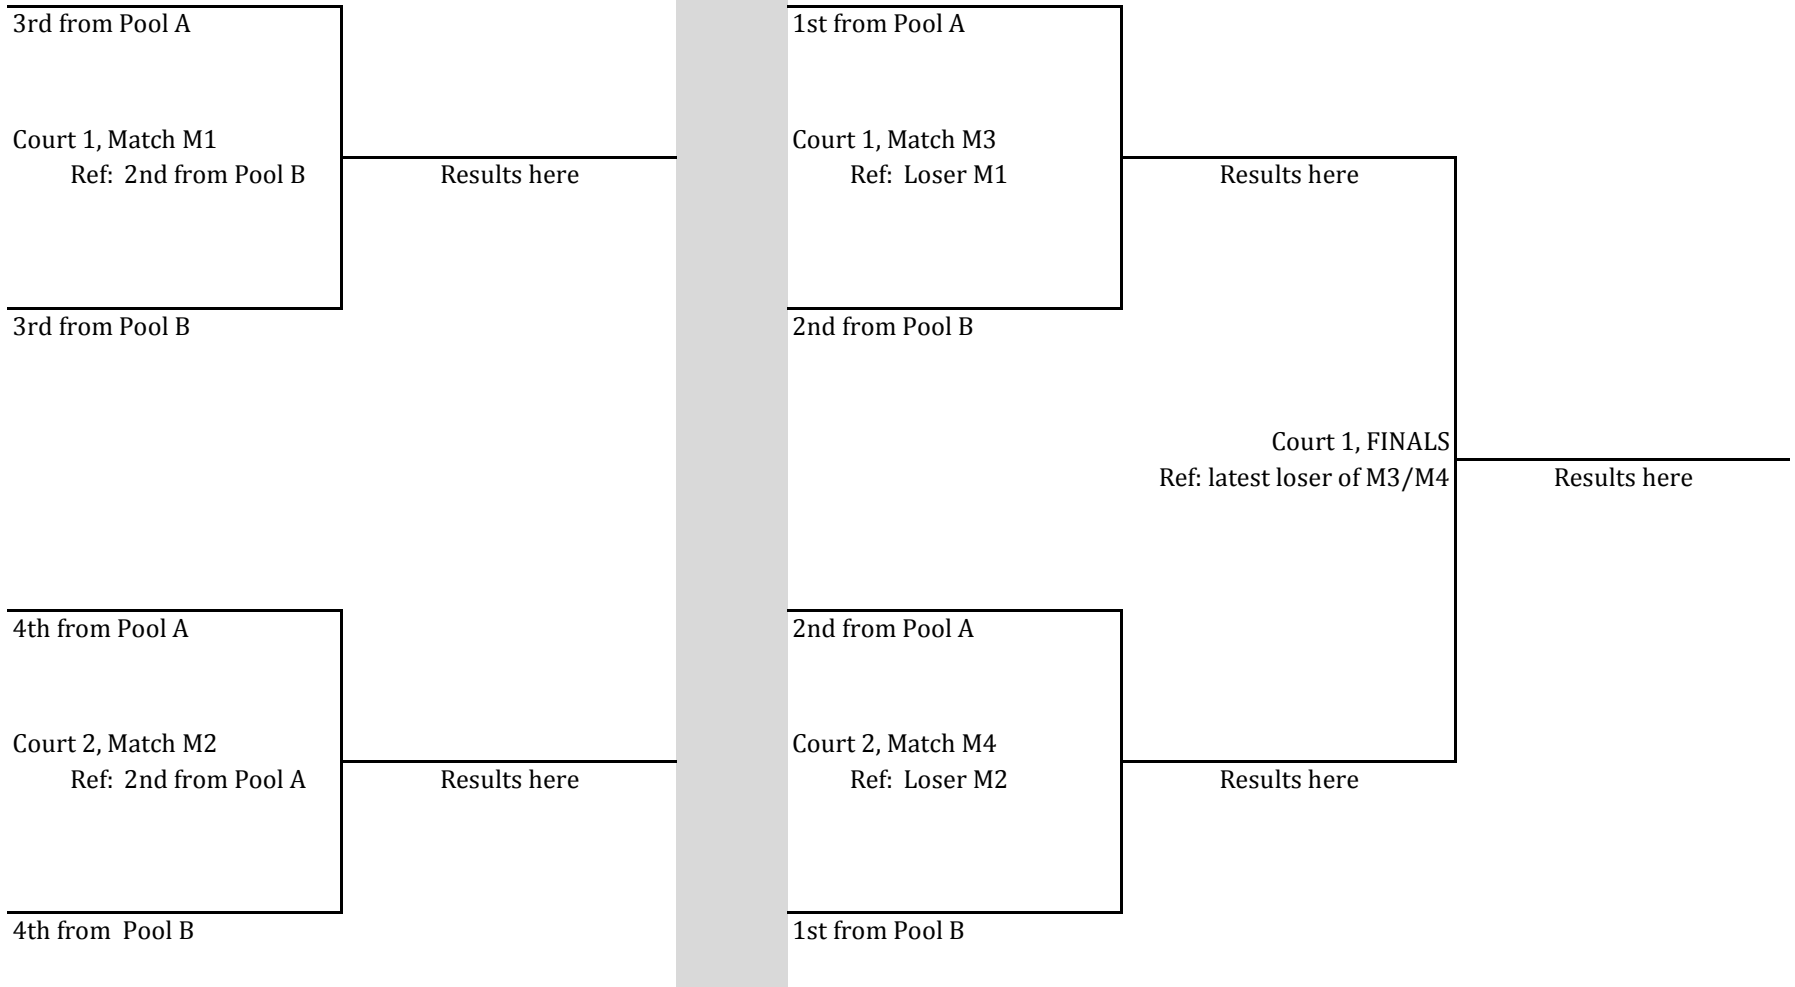 3rd from Pool A
Court 1, Match M1
Ref:  2nd from Pool B
Results here
3rd from Pool B
4th from Pool A
Court 2, Match M2
Ref:  2nd from Pool A
Results here
4th from  Pool B
1st from Pool A
Court 1, Match M3
Ref:  Loser M1
Results here
2nd from Pool B
Court 1, FINALS
Ref: latest loser of M3/M4
Results here
2nd from Pool A
Court 2, Match M4
Ref:  Loser M2
Results here
1st from Pool B